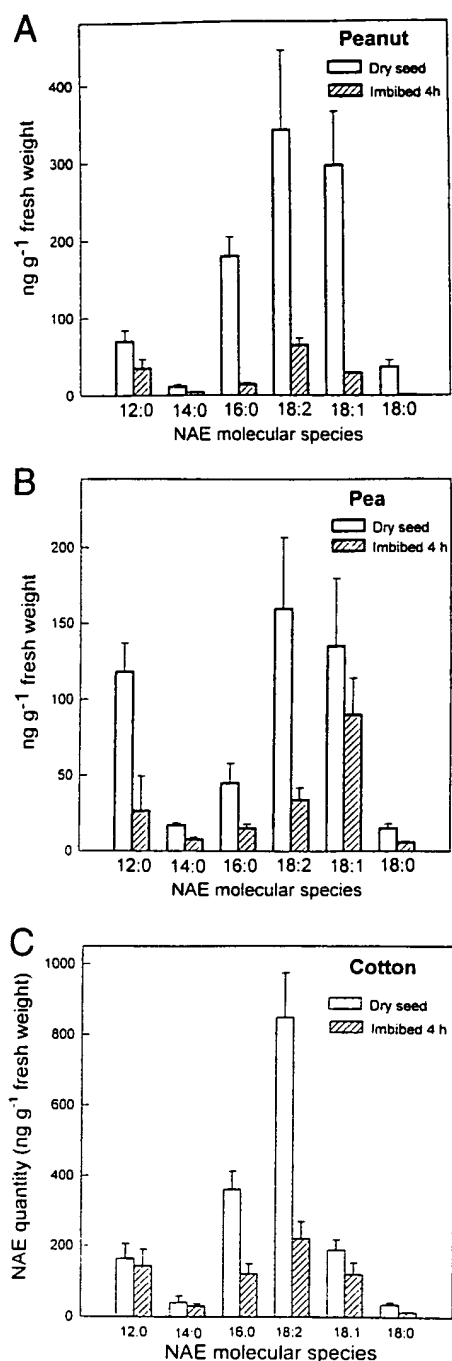 A
Peanut
Dry seed
Imbibed 4h
400
300
200
100
0
ng g⁻¹ fresh weight
12:0 14:0 16:0 18:2 18:1 18:0
NAE molecular species
B
Pea
Dry seed
Imbibed 4 h
200
150
100
50
0
ng g⁻¹ fresh weight
12:0 14:0 16:0 18:2 18:1 18:0
NAE molecular species
C
Cotton
Dry seed
Imbibed 4 h
1000
800
600
400
200
0
NAE quantity (ng g⁻¹ fresh weight)
12:0 14:0 16:0 18:2 18:1 18:0
NAE molecular species